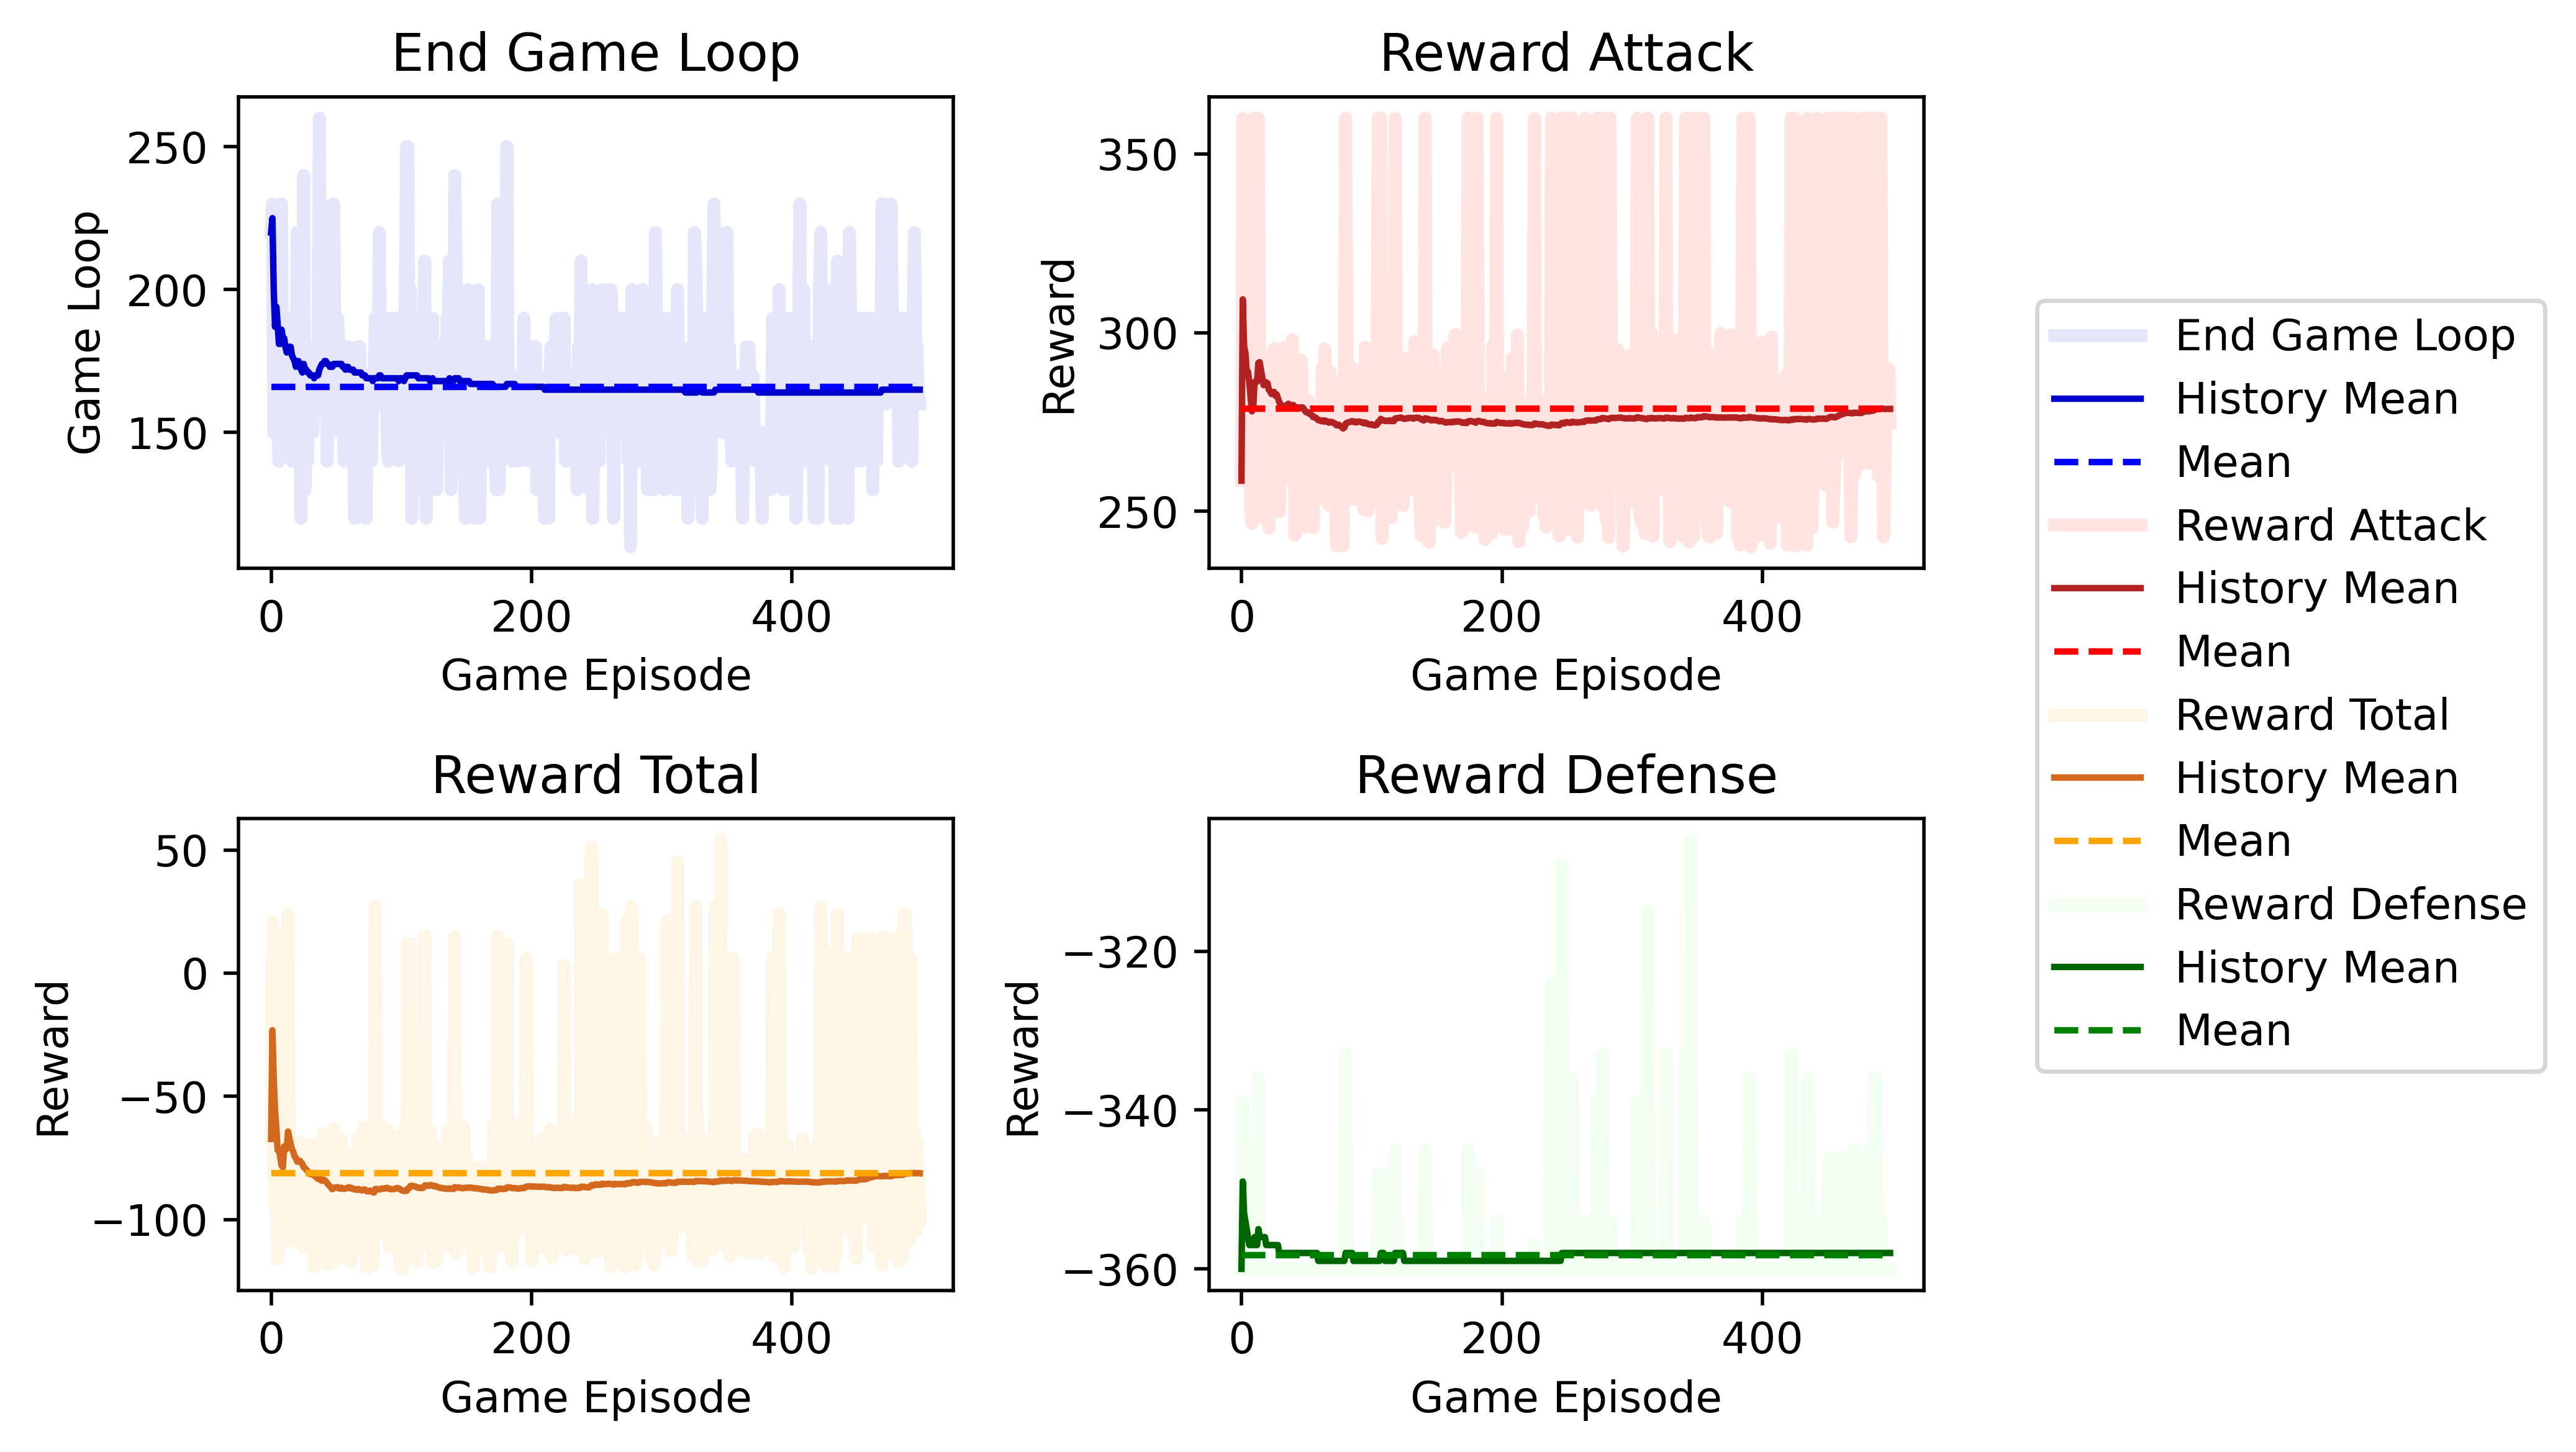 End Game Loop
250
200
150
Game Loop
0
200
400
Game Episode
Reward Attack
350
300
250
Reward
0
200
400
Game Episode
Reward Total
50
0
−50
−100
Reward
0
200
400
Game Episode
Reward Defense
−320
−340
−360
Reward
0
200
400
Game Episode
End Game Loop
History Mean
Mean
Reward Attack
History Mean
Mean
Reward Total
History Mean
Mean
Reward Defense
History Mean
Mean